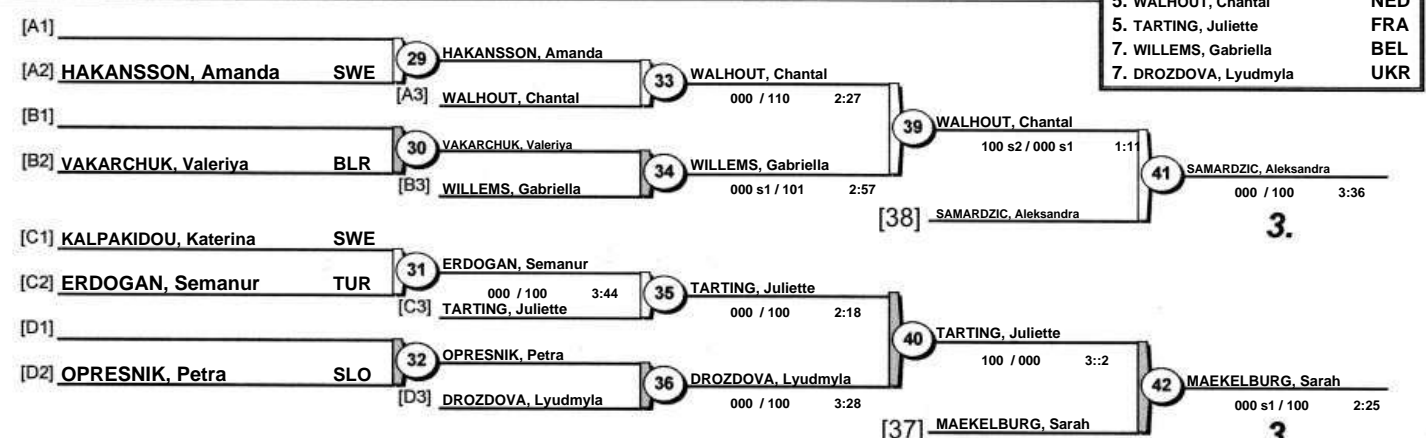 5. WALHOUT, Chantal NED
5. TARTING, Juliette FRA
7. WILLEMS, Gabriella BEL
7. DROZDOVA, Lyudmyla UKR
[A1]
[A2] HAKANSSON, Amanda SWE
29
HAKANSSON, Amanda
[A3] WALHOUT, Chantal
33
WALHOUT, Chantal
000 / 110 2:27
[B1]
[B2] VAKARCHUK, Valeriya BLR
30
VAKARCHUK, Valeriya
[B3] WILLEMS, Gabriella
34
WILLEMS, Gabriella
000 s1 / 101 2:57
39
WALHOUT, Chantal
100 s2 / 000 s1 1:11
[38] SAMARDZIC, Aleksandra
41
SAMARDZIC, Aleksandra
000 / 100 3:36
3.
[C1] KALPAKIDOU, Katerina SWE
[C2] ERDOGAN, Semanur TUR
31
ERDOGAN, Semanur
000 / 100 3:44
[C3] TARTING, Juliette
35
TARTING, Juliette
000 / 100 2:18
[D1]
[D2] OPRESNIK, Petra SLO
32
OPRESNIK, Petra
[D3] DROZDOVA, Lyudmyla
36
DROZDOVA, Lyudmyla
000 / 100 3:28
40
TARTING, Juliette
100 / 000 3::2
[37] MAEKELBURG, Sarah
42
MAEKELBURG, Sarah
000 s1 / 100 2:25
3